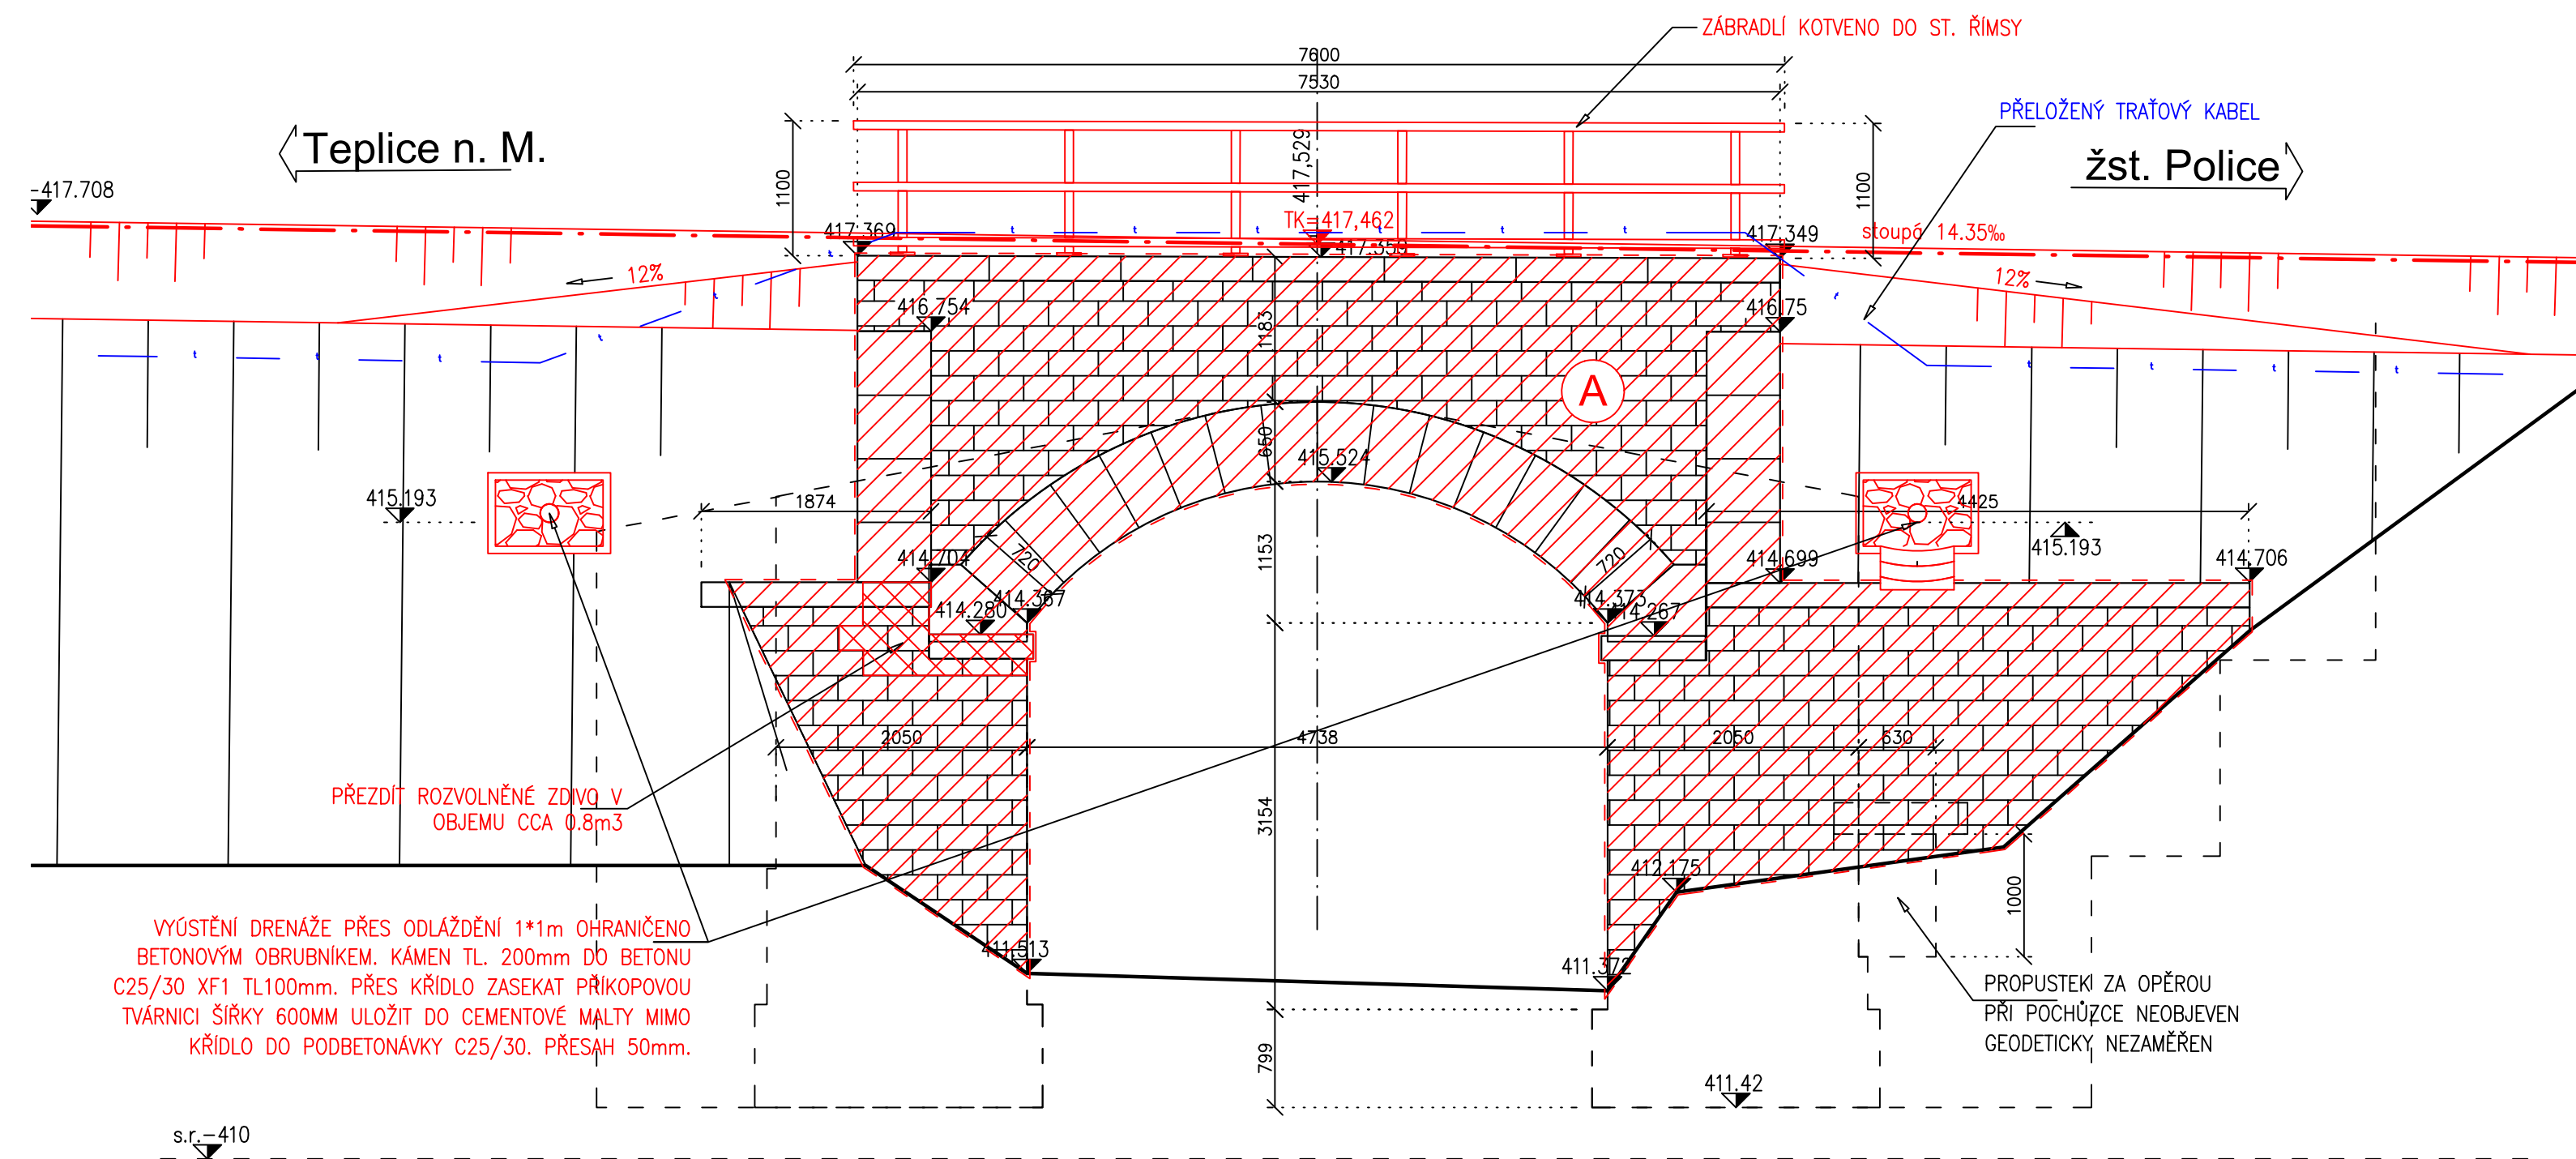 ZÁBRADLÍ KOTVENO DO ST. ŘÍMSY
7600
7530
PŘELOŽENÝ TRAŤOVÝ KABEL
Teplice n. M.
žst. Police
417,529
1100
1100
-417.708
TK=417,462
417.369
417.359
417.349
stoupá 14.35‰
12%
12%
t t t t t
t t t
t t t t t
t t t t t
416.754
416.75
1183
A
650
415.524
415.193
1874
4425
415.193
1153
720
720
414.704
414.699
414.706
414.280
414.367
414.373
414.267
2050
4738
2050
630
PŘEZDÍT ROZVOLNĚNÉ ZDIVO V
OBJEMU CCA 0.8m3
3154
412.175
1000
VYÚSTĚNÍ DRENÁŽE PŘES ODLÁŽDĚNÍ 1*1m OHRANIČENO
BETONOVÝM OBRUBNÍKEM. KÁMEN TL. 200mm DO BETONU
C25/30 XF1 TL100mm. PŘES KŘÍDLO ZASEKAT PŘÍKOPOVOU
TVÁRNICI ŠÍŘKY 600MM ULOŽIT DO CEMENTOVÉ MALTY MIMO
KŘÍDLO DO PODBETONÁVKY C25/30. PŘESAH 50mm.
411.513
411.372
PROPUSTEK ZA OPĚROU
PŘI POCHŮZCE NEOBJEVEN
GEODETICKY NEZAMĚŘEN
799
411.42
s.r.-410